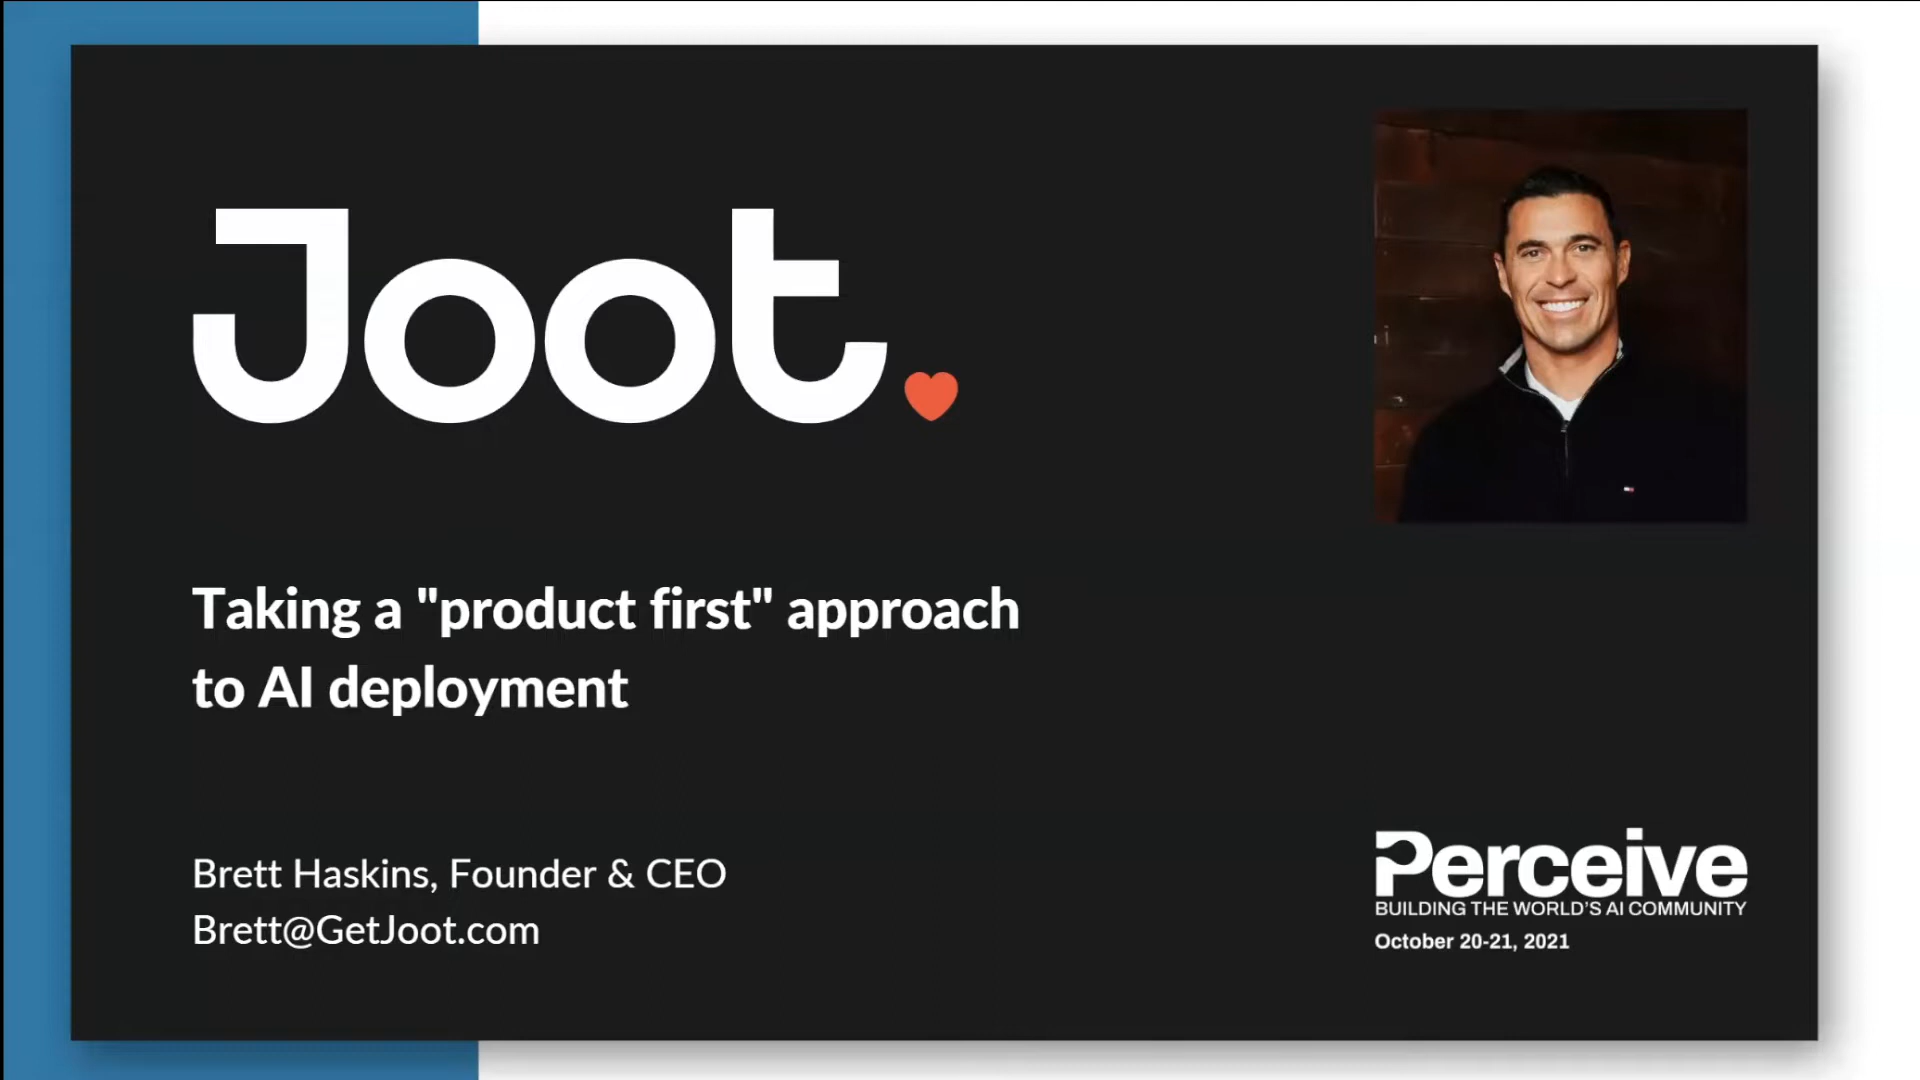 Joot.
Taking a "product first" approach
to AI deployment
Brett Haskins, Founder & CEO
Brett@GetJoot.com
Perceive
BUILDING THE WORLD'S AI COMMUNITY
October 20-21, 2021